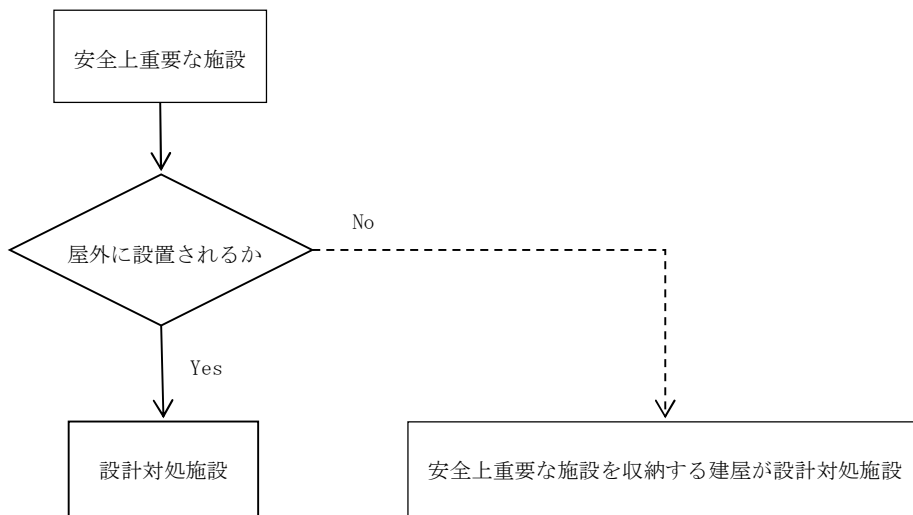 安全上重要な施設
屋外に設置されるか
No
Yes
設計対処施設
安全上重要な施設を収納する建屋が設計対処施設